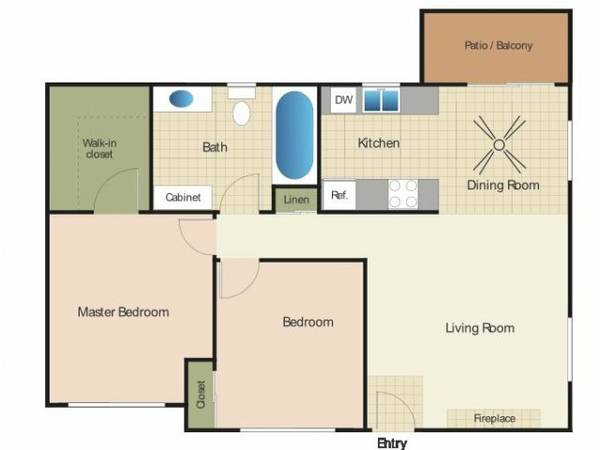 Patio / Balcony
DW
Walk-in
closet
Bath
Kitchen
Cabinet
Linen
Ref.
Dining Room
Master Bedroom
Bedroom
Living Room
Closet
Fireplace
Entry